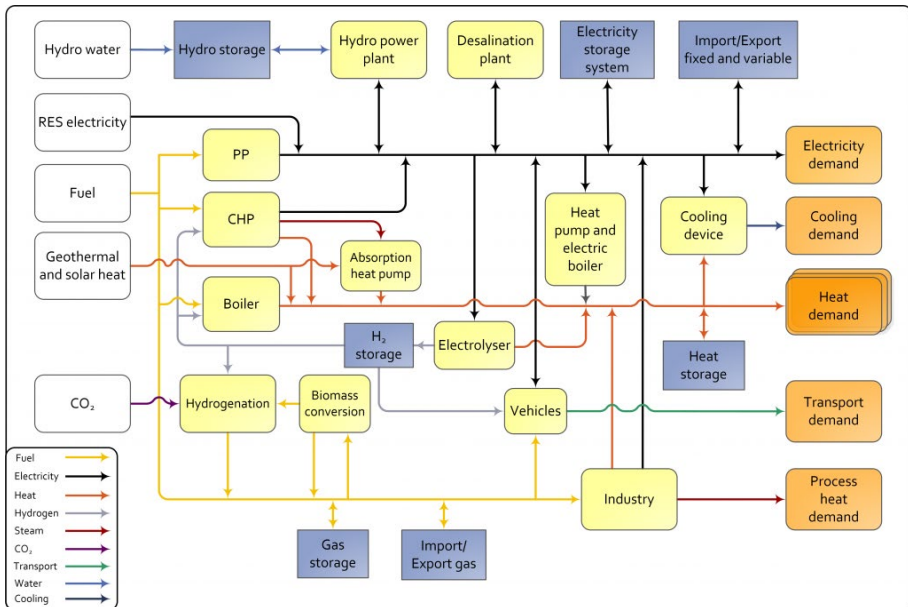 Hydro water
Hydro storage
Hydro power
plant
Desalination
plant
Electricity
storage
system
Import/Export
fixed and variable
RES electricity
PP
Electricity
demand
Fuel
CHP
Heat
pump and
electric
boiler
Cooling
device
Cooling
demand
Geothermal
and solar heat
Absorption
heat pump
Boiler
Heat
demand
H₂
storage
Electrolyser
Heat
storage
CO₂
Hydrogenation
Biomass
conversion
Vehicles
Transport
demand
Industry
Process
heat
demand
Gas
storage
Import/
Export gas
Fuel
Electricity
Heat
Hydrogen
Steam
CO₂
Transport
Water
Cooling